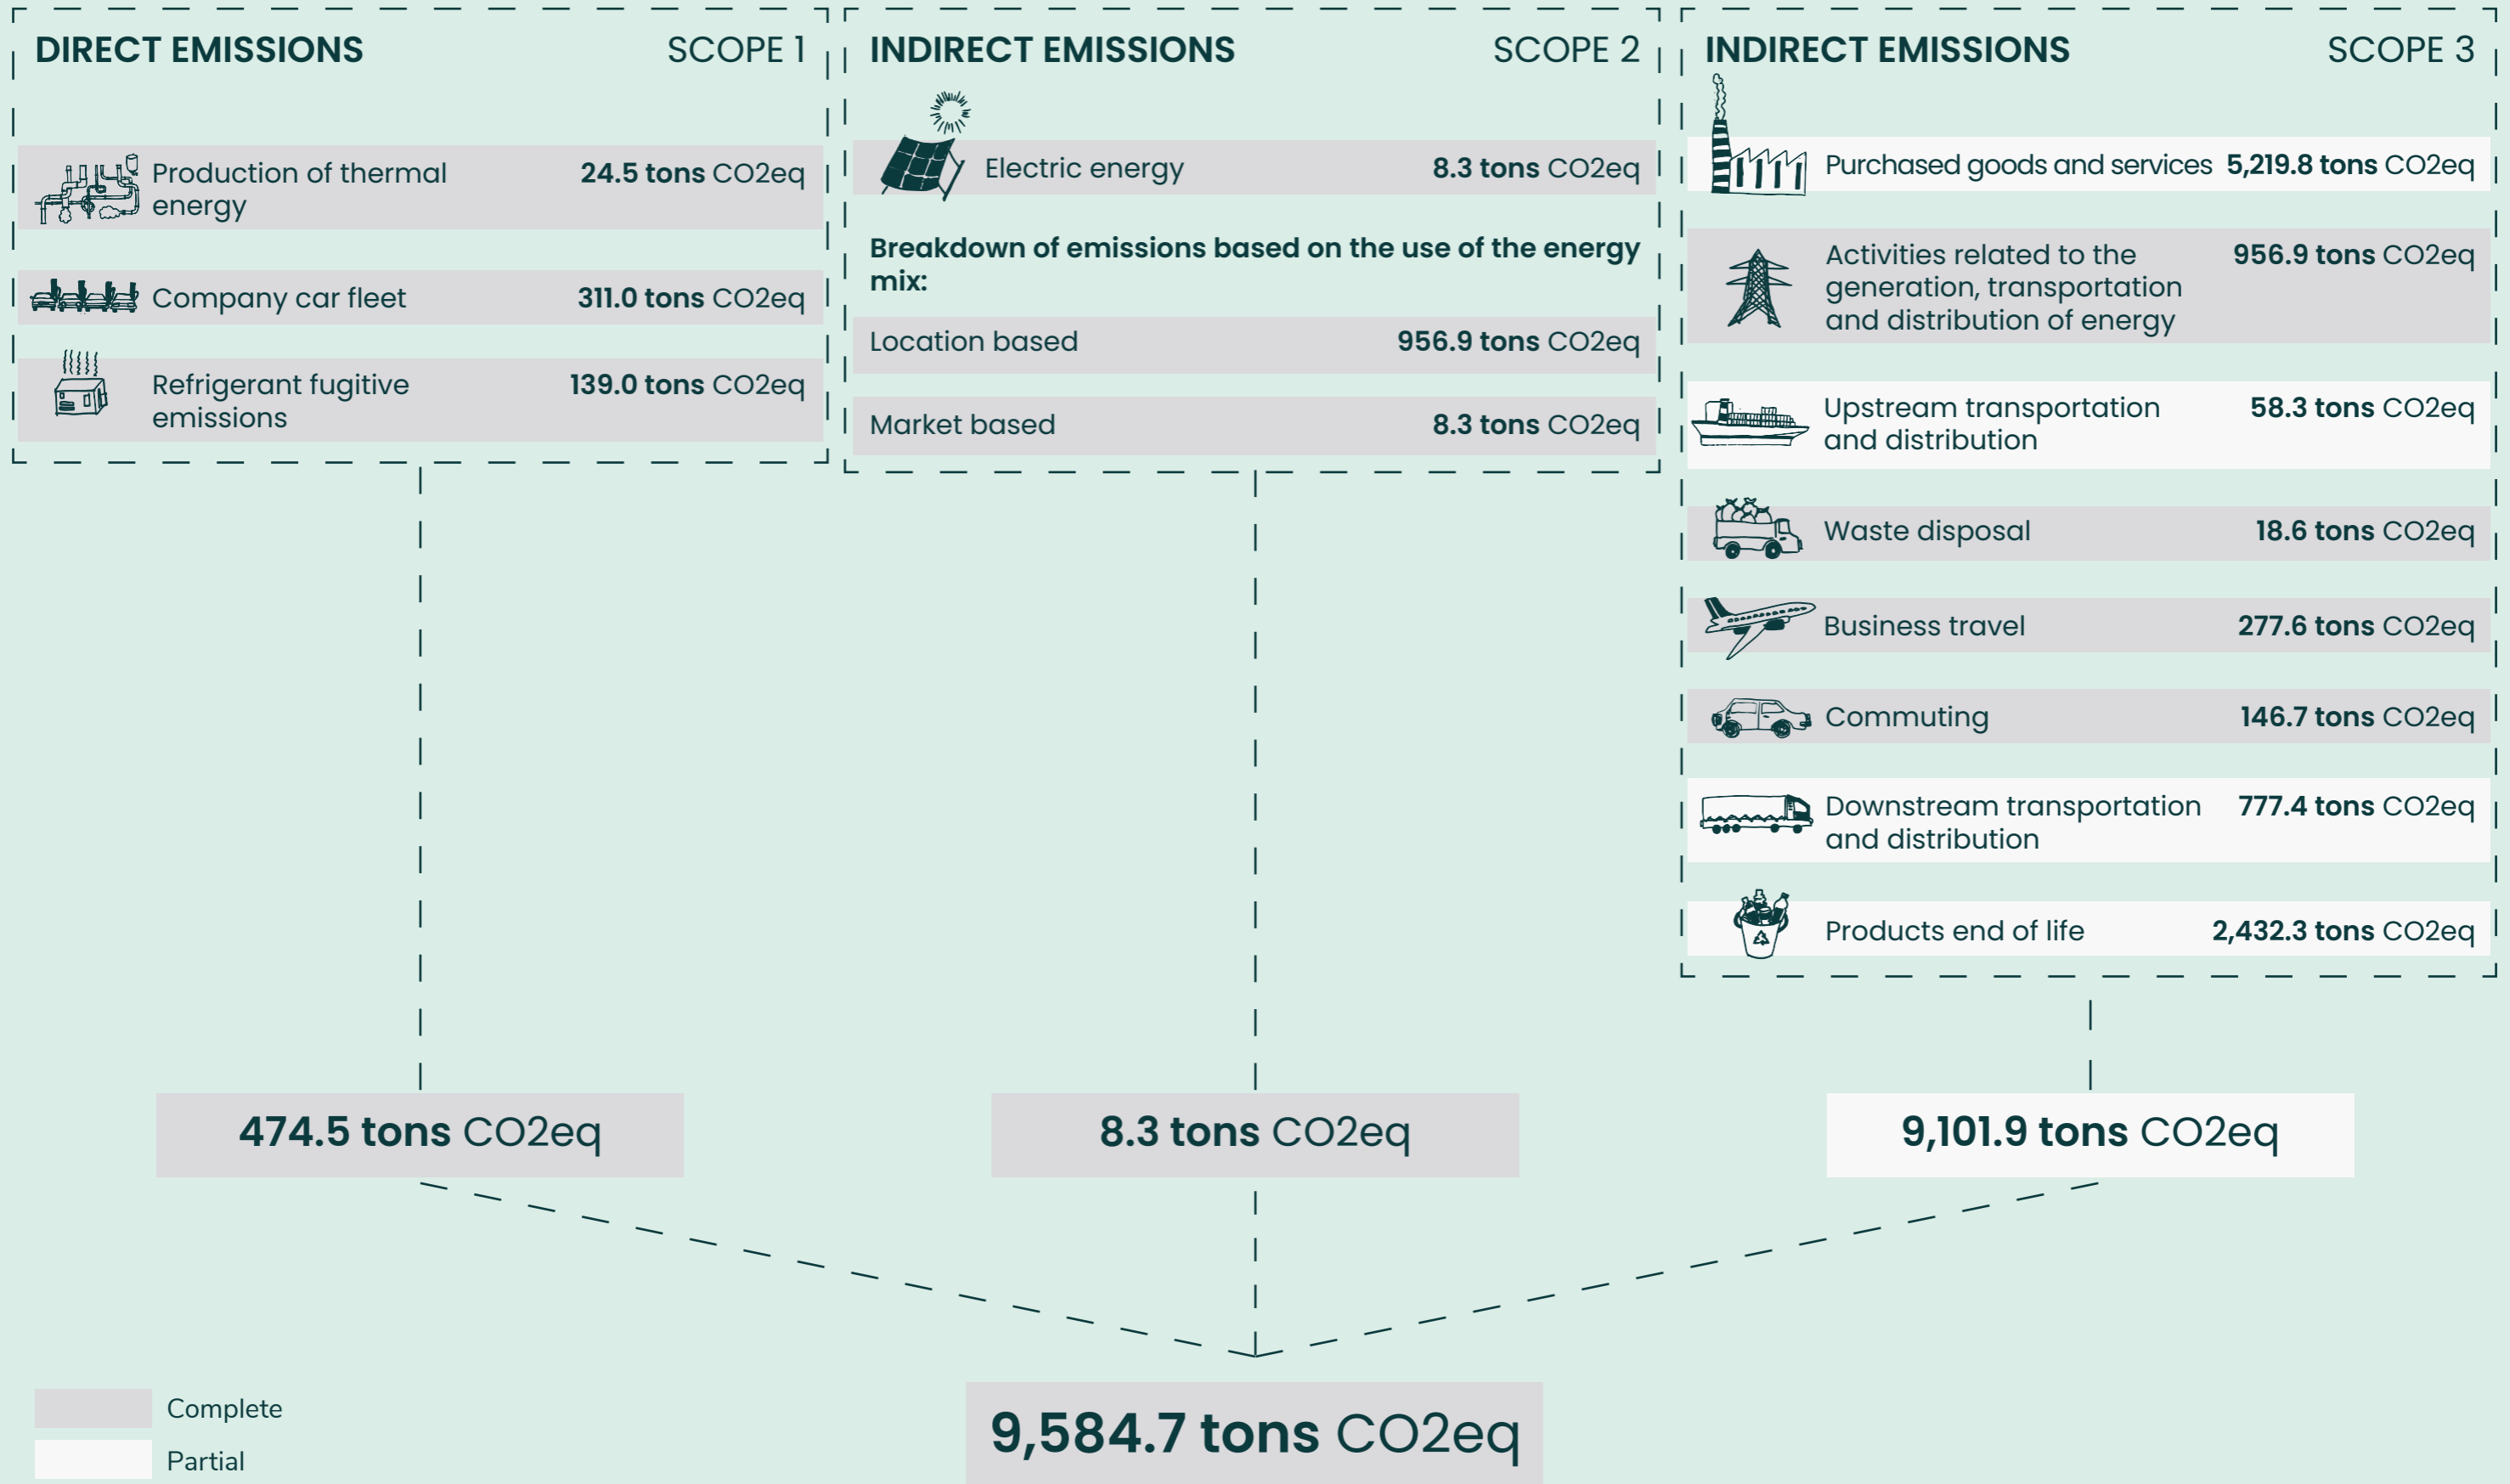 DIRECT EMISSIONS SCOPE 1
Production of thermal 24.5 tons CO2eq
energy
Company car fleet 311.0 tons CO2eq
Refrigerant fugitive 139.0 tons CO2eq
emissions
INDIRECT EMISSIONS SCOPE 2
Electric energy 8.3 tons CO2eq
Breakdown of emissions based on the use of the energy
mix:
Location based 956.9 tons CO2eq
Market based 8.3 tons CO2eq
INDIRECT EMISSIONS SCOPE 3
Purchased goods and services 5,219.8 tons CO2eq
Activities related to the 956.9 tons CO2eq
generation, transportation
and distribution of energy
Upstream transportation 58.3 tons CO2eq
and distribution
Waste disposal 18.6 tons CO2eq
Business travel 277.6 tons CO2eq
Commuting 146.7 tons CO2eq
Downstream transportation 777.4 tons CO2eq
and distribution
Products end of life 2,432.3 tons CO2eq
474.5 tons CO2eq
8.3 tons CO2eq
9,101.9 tons CO2eq
9,584.7 tons CO2eq
Complete
Partial